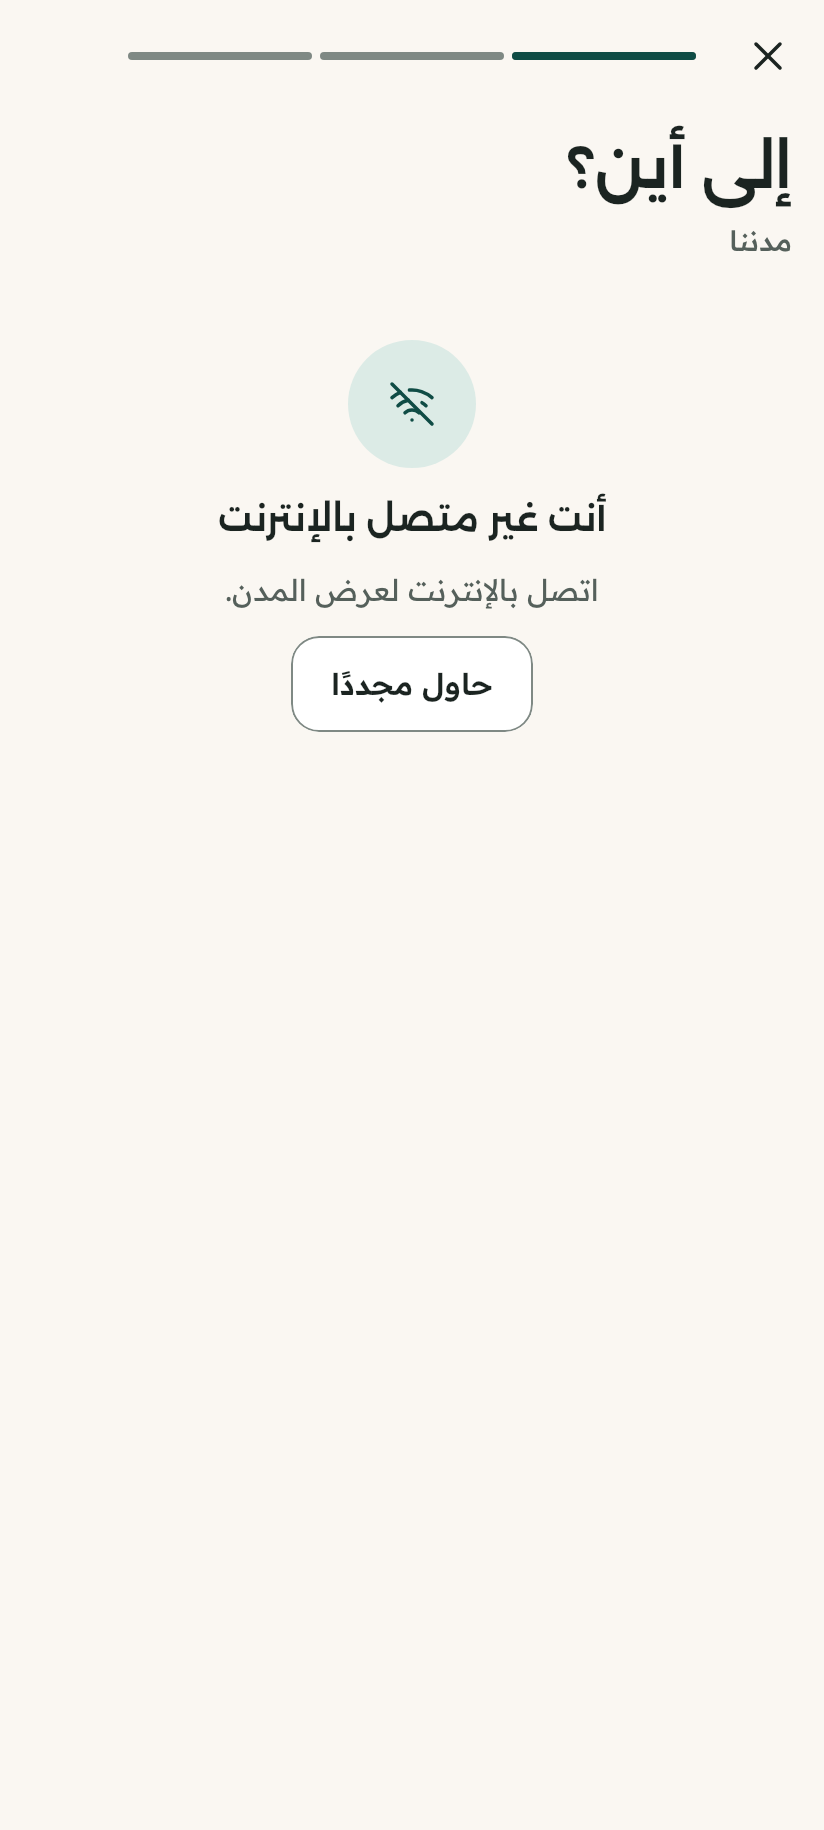 إلى أين؟
مدننا
أنت غير متصل بالإنترنت
اتصل بالإنترنت لعرض المدن.
حاول مجددًا